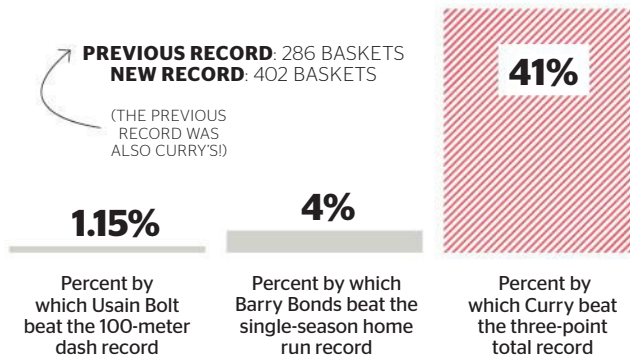 PREVIOUS RECORD: 286 BASKETS
NEW RECORD: 402 BASKETS
(THE PREVIOUS
RECORD WAS
ALSO CURRY'S!)
1.15%
Percent by
which Usain Bolt
beat the 100-meter
dash record
4%
Percent by which
Barry Bonds beat the
single-season home
run record
41%
Percent by
which Curry beat
the three-point
total record